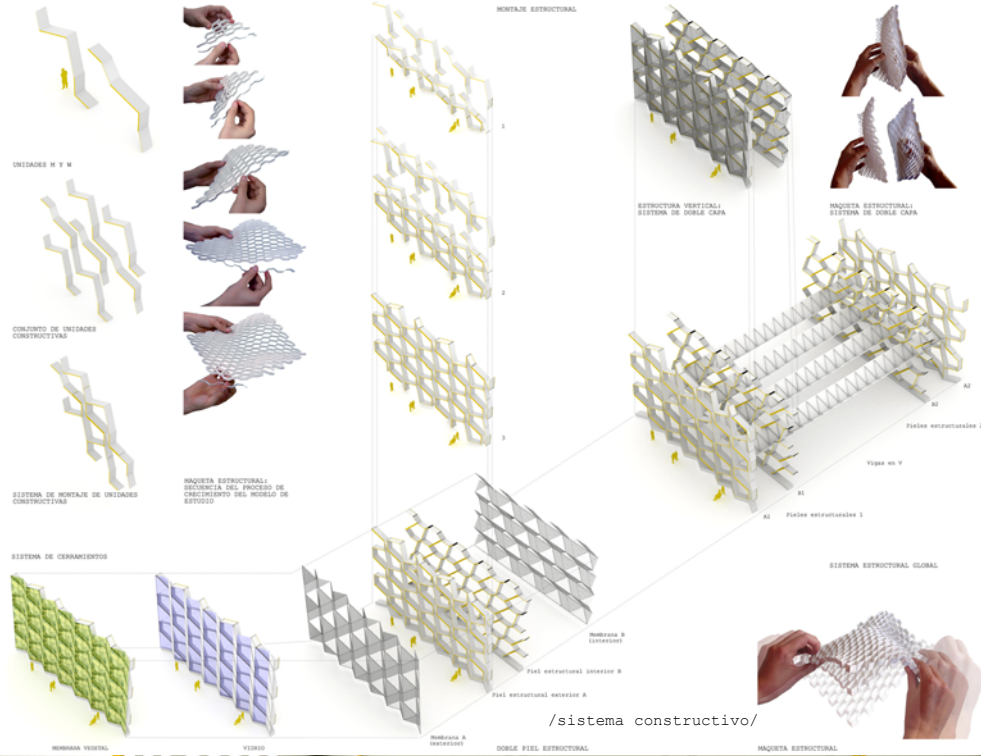 MONTAJE ESTRUCTURAL
UNIDADES M Y W
1
ESTRUCTURA VERTICAL:
SISTEMA DE DOBLE CAPA
MAQUETA ESTRUCTURAL:
SISTEMA DE DOBLE CAPA
CONJUNTO DE UNIDADES
CONSTRUCTIVAS
2
A2
B2
Pieles estructurales 2
3
Vigas en V
SISTEMA DE MONTAJE DE UNIDADES
CONSTRUCTIVAS
MAQUETA ESTRUCTURAL:
SECUENCIA DEL PROCESO DE
CRECIMIENTO DEL MODELO DE
ESTUDIO
B1
A1
Pieles estructurales 1
SISTEMA DE CERRAMIENTOS
SISTEMA ESTRUCTURAL GLOBAL
Membrana B
(interior)
Piel estructural interior B
Piel estructural exterior A
/sistema constructivo/
Membrana A
(exterior)
MEMBRANA VEGETAL
VIDRIO
DOBLE PIEL ESTRUCTURAL
MAQUETA ESTRUCTURAL